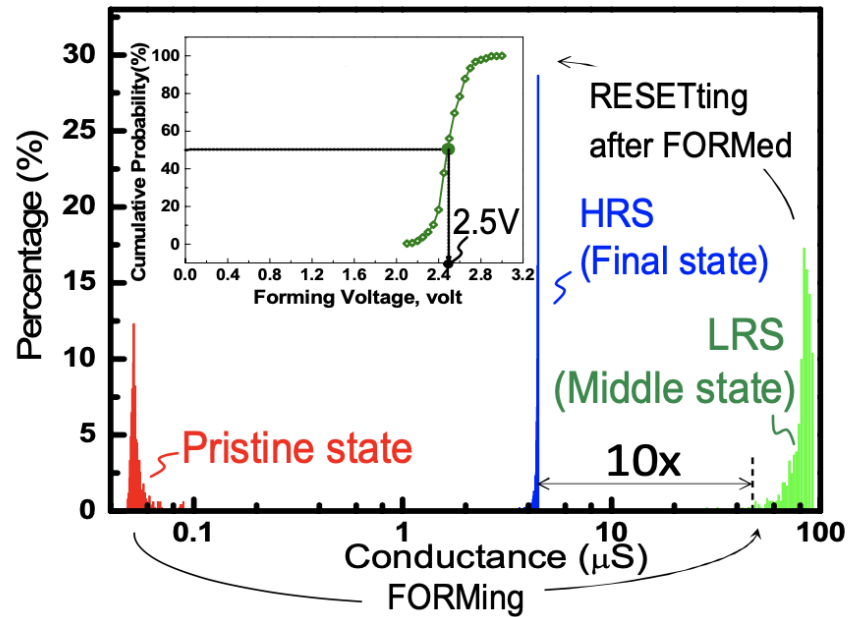 Percentage (%)
30
25
20
15
10
5
0
0.1
1
10
100
Conductance (μS)
FORMing
Cumulative Probability(%)
100
80
60
40
20
0
0.0
0.4
0.8
1.2
1.6
2.0
2.4
2.8
3.2
Forming Voltage, volt
2.5V
RESETting
after FORMed
HRS
(Final state)
LRS
(Middle state)
10x
Pristine state